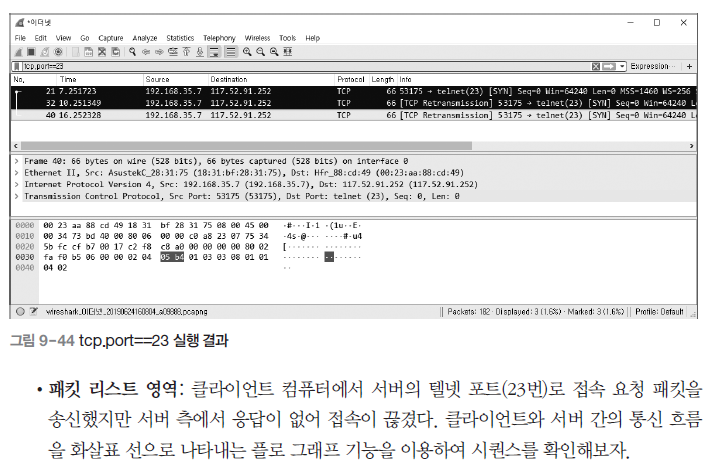 *이더넷
File Edit View Go Capture Analyze Statistics Telephony Wireless Tools Help
tcp.port==23 Expression… +
No. Time Source Destination Protocol Length Info
21 7.251723 192.168.35.7 117.52.91.252 TCP 66 53175 → telnet(23) [SYN] Seq=0 Win=64240 Len=0 MSS=1460 WS=256
32 10.251349 192.168.35.7 117.52.91.252 TCP 66 [TCP Retransmission] 53175 → telnet(23) [SYN] Seq=0 Win=64240 L
40 16.252328 192.168.35.7 117.52.91.252 TCP 66 [TCP Retransmission] 53175 → telnet(23) [SYN] Seq=0 Win=64240 L
> Frame 40: 66 bytes on wire (528 bits), 66 bytes captured (528 bits) on interface 0
> Ethernet II, Src: AsustekC_28:31:75 (18:31:bf:28:31:75), Dst: Hfr_88:cd:49 (00:23:aa:88:cd:49)
> Internet Protocol Version 4, Src: 192.168.35.7 (192.168.35.7), Dst: 117.52.91.252 (117.52.91.252)
> Transmission Control Protocol, Src Port: 53175 (53175), Dst Port: telnet (23), Seq: 0, Len: 0
0000 00 23 aa 88 cd 49 18 31 bf 28 31 75 08 00 45 00 ·#···I·1 ·(1u··E·
0010 00 34 73 bd 40 00 80 06 00 00 c0 a8 23 07 75 34 ·4s·@··· ····#·u4
0020 5b fc cf b7 00 17 c2 f8 c8 a0 00 00 00 00 80 02 [······· ········
0030 fa f0 b5 06 00 00 02 04 05 b4 01 03 03 08 01 01 ········ ········
0040 04 02 ··
wireshark_이더넷_20190624160804_a09808.pcapng Packets: 182 · Displayed: 3 (1.6%) · Marked: 3 (1.6%) Profile: Default
그림 9-44 tcp.port==23 실행 결과
• 패킷 리스트 영역: 클라이언트 컴퓨터에서 서버의 텔넷 포트(23번)로 접속 요청 패킷을
송신했지만 서버 측에서 응답이 없어 접속이 끊겼다. 클라이언트와 서버 간의 통신 흐름
을 화살표 선으로 나타내는 플로 그래프 기능을 이용하여 시퀀스를 확인해보자.